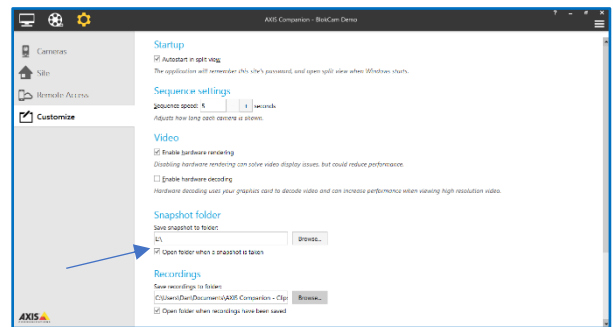 AXIS Companion - BlokCam Demo
Cameras
Site
Remote Access
Customize
Startup
Autostart in split view
The application will remember this site's password, and open split view when Windows starts.
Sequence settings
Sequence speed: 5 seconds
Adjusts how long each camera is shown.
Video
Enable hardware rendering
Disabling hardware rendering can solve video display issues, but could reduce performance.
Enable hardware decoding
Hardware decoding uses your graphics card to decode video and can increase performance when viewing high resolution video.
Snapshot folder
Save snapshot to folder:
Browse...
Open folder when a snapshot is taken
Recordings
Save recordings to folder:
C:\Users\Dart\Documents\AXIS Companion - Clip Browse...
Open folder when recordings have been saved
AXIS